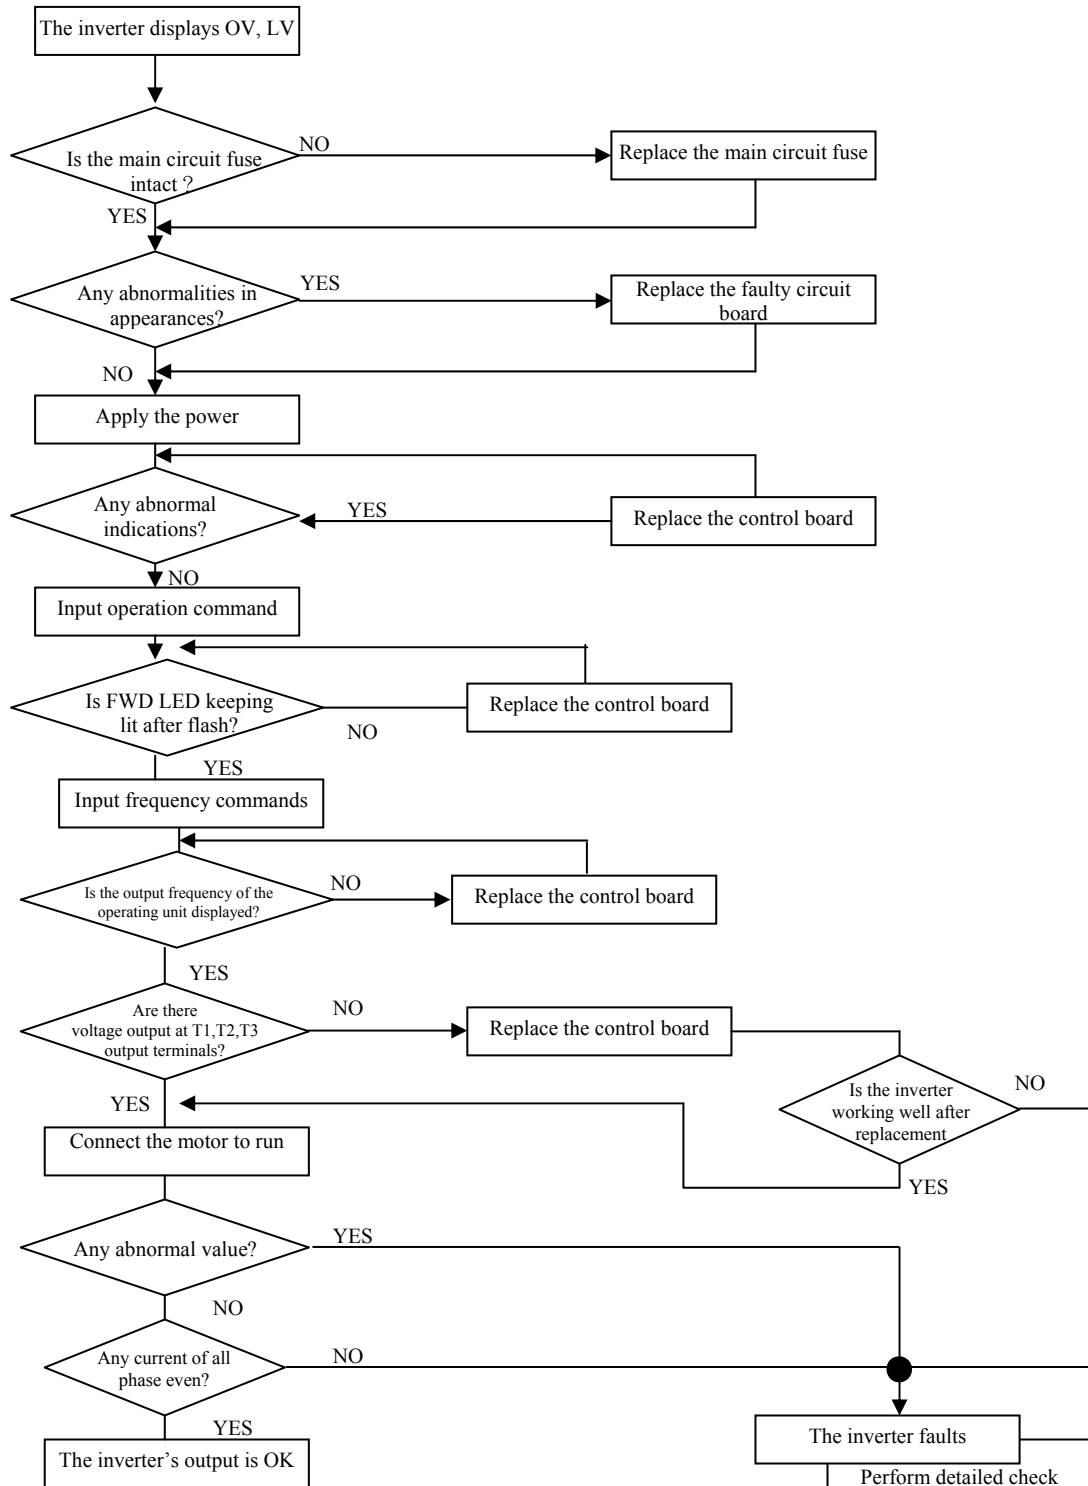 The inverter displays OV, LV
NO
Is the main circuit fuse
intact ?
Replace the main circuit fuse
YES
YES
Any abnormalities in
appearances?
Replace the faulty circuit
board
NO
Apply the power
Any abnormal
indications?
YES
Replace the control board
NO
Input operation command
Is FWD LED keeping
lit after flash?
NO
Replace the control board
YES
Input frequency commands
Is the output frequency of the
operating unit displayed?
NO
Replace the control board
YES
Are there
voltage output at T1,T2,T3
output terminals?
NO
Replace the control board
Is the inverter
working well after
replacement
NO
YES
YES
Connect the motor to run
Any abnormal value?
YES
NO
Any current of all
phase even?
NO
YES
The inverter’s output is OK
The inverter faults
Perform detailed check